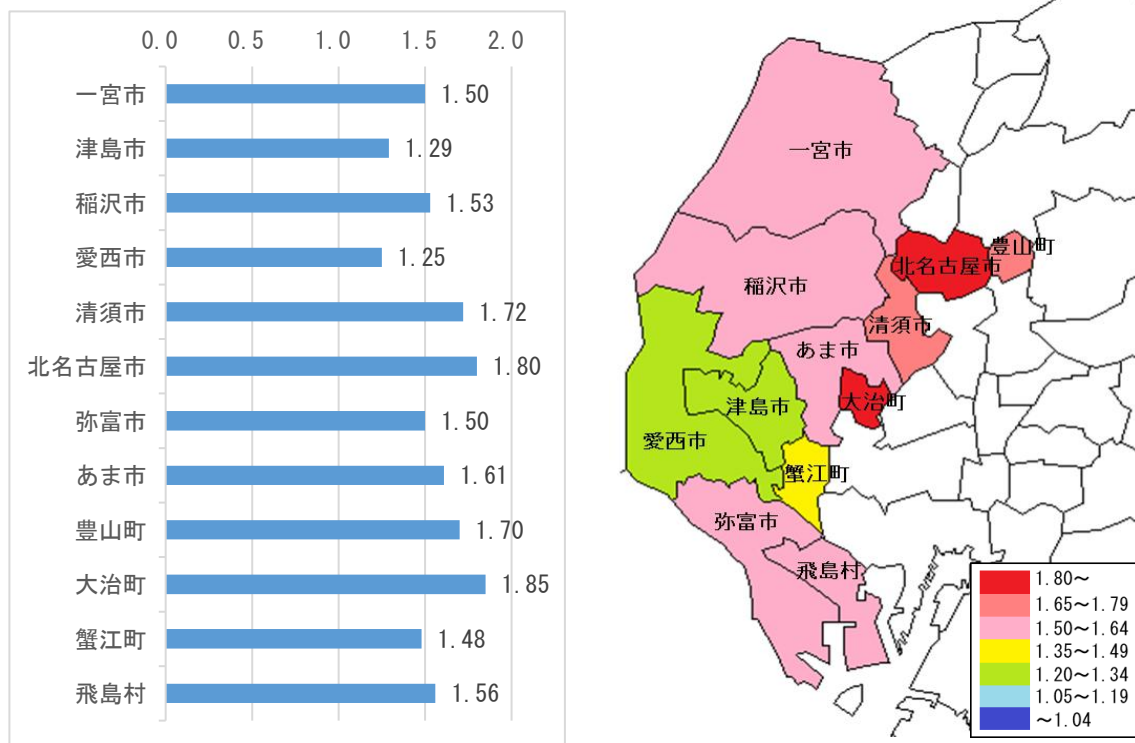 0.0 0.5 1.0 1.5 2.0
一宮市 1.50
津島市 1.29
稲沢市 1.53
愛西市 1.25
清須市 1.72
北名古屋市 1.80
弥富市 1.50
あま市 1.61
豊山町 1.70
大治町 1.85
蟹江町 1.48
飛島村 1.56
一宮市
豊山町
北名古屋市
稲沢市
清須市
あま市
大治町
津島市
愛西市
蟹江町
弥富市
飛島村
1.80～
1.65～1.79
1.50～1.64
1.35～1.49
1.20～1.34
1.05～1.19
～1.04